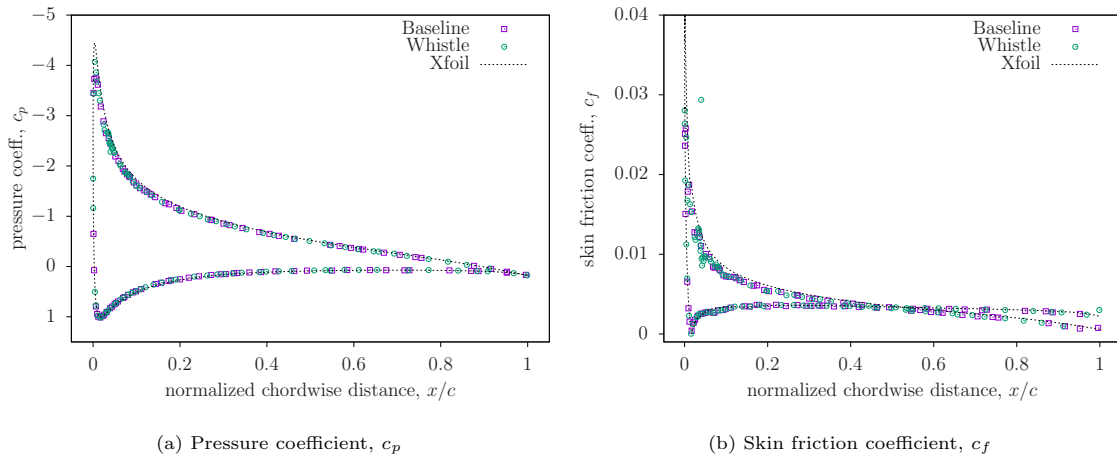 −5
−4
−3
−2
−1
0
1
0
0.2
0.4
0.6
0.8
1
pressure coeff., c_p
normalized chordwise distance, x/c
Baseline
Whistle
Xfoil
(a) Pressure coefficient, c_p
0.04
0.03
0.02
0.01
0
0
0.2
0.4
0.6
0.8
1
skin friction coeff., c_f
normalized chordwise distance, x/c
Baseline
Whistle
Xfoil
(b) Skin friction coefficient, c_f